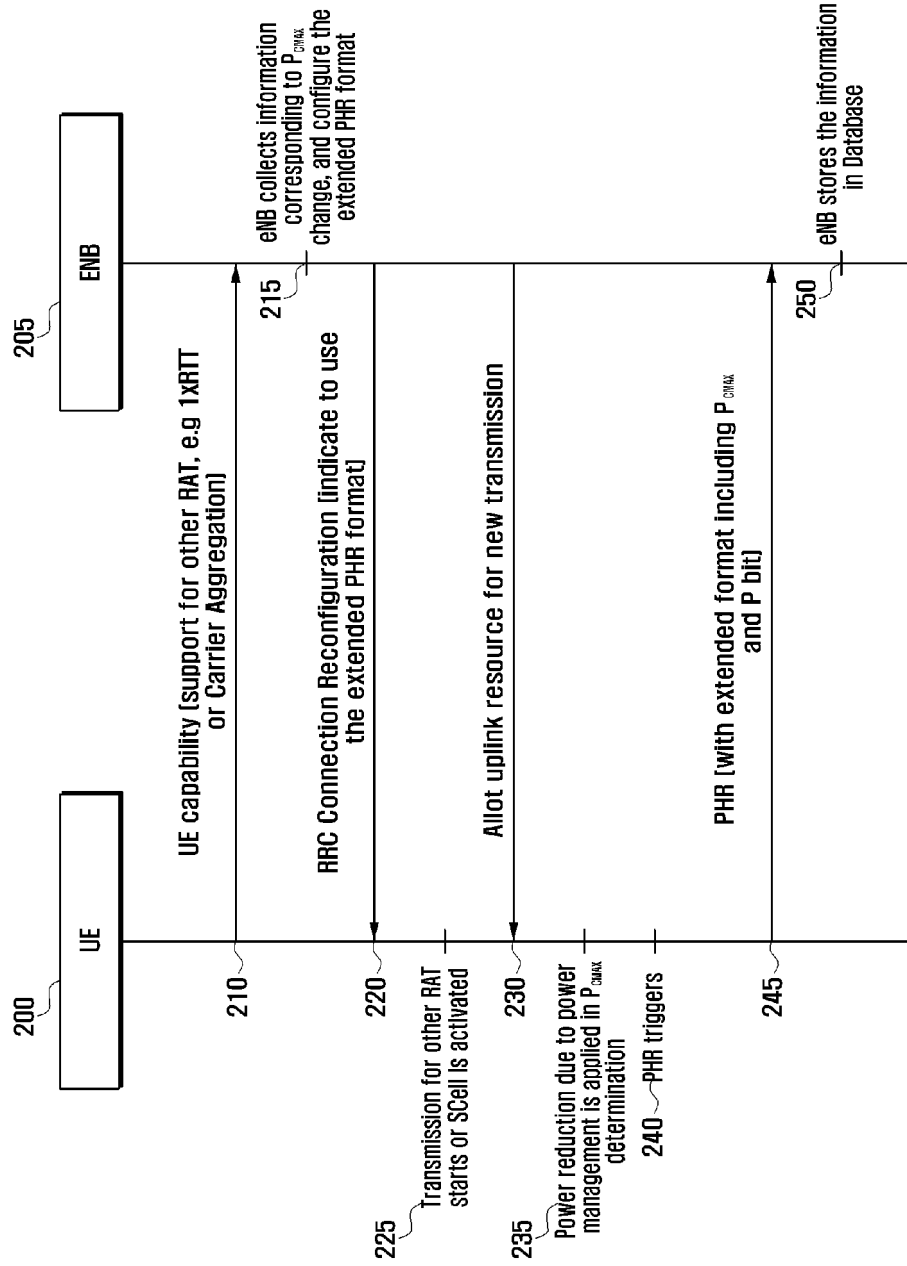 200
UE
205
ENB
UE capability [support for other RAT, e.g 1xRTT
or Carrier Aggregation]
210
215
eNB collects information
corresponding to PCMAX
change, and configure the
extended PHR format
RRC Connection Reconfiguration [indicate to use
the extended PHR format]
220
225
Transmission for other RAT
starts or SCell Is activated
Allot uplink resource for new transmission
230
235
Power reduction due to power
management is applied in PCMAX
determination
240
PHR triggers
PHR [with extended format including PCMAX
and P bit]
245
250
eNB stores the information
in Database